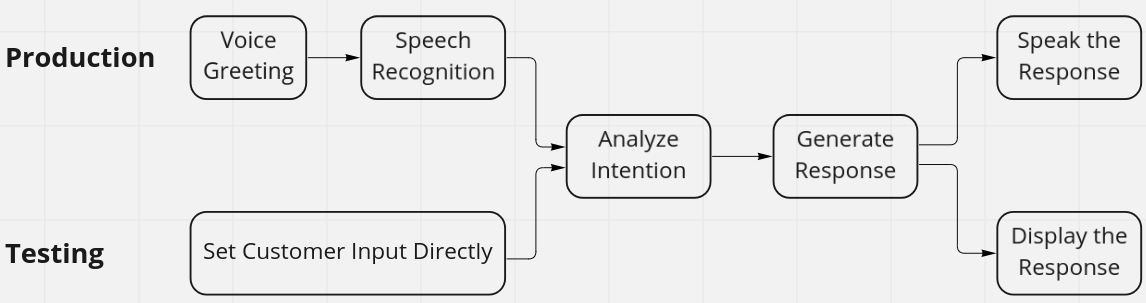 Production
Voice
Greeting
Speech
Recognition
Speak the
Response
Analyze
Intention
Generate
Response
Testing
Set Customer Input Directly
Display the
Response